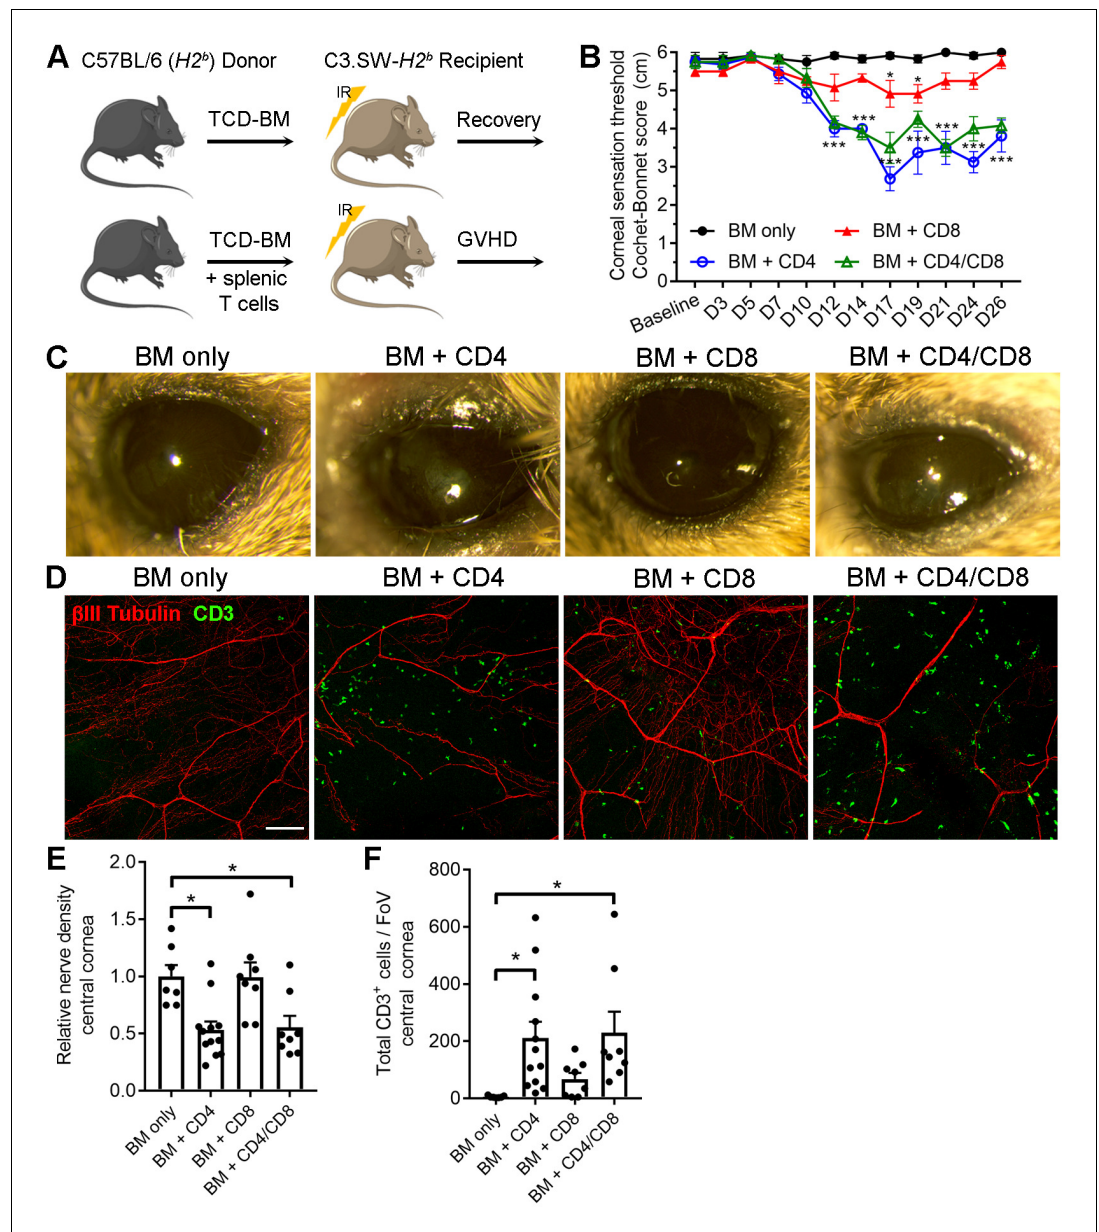 A
C57BL/6 (H2ᵇ) Donor
C3.SW-H2ᵇ Recipient
IR
TCD-BM
Recovery
IR
TCD-BM
GVHD
+ splenic
T cells
B
Corneal sensation threshold
Cochet-Bonnet score (cm)
6
5
4
3
2
1
0
* *
***
***
***
***
***
***
***
BM only
BM + CD8
BM + CD4
BM + CD4/CD8
Baseline D3 D5 D7 D10 D12 D14 D17 D19 D21 D24 D26
C
BM only
BM + CD4
BM + CD8
BM + CD4/CD8
D
BM only
BM + CD4
BM + CD8
BM + CD4/CD8
βIII Tubulin CD3
E
Relative nerve density
central cornea
2.0
1.5
1.0
0.5
0.0
*
*
BM only
BM + CD4
BM + CD8
BM + CD4/CD8
F
Total CD3⁺ cells / FoV
central cornea
800
600
400
200
0
*
*
BM only
BM + CD4
BM + CD8
BM + CD4/CD8